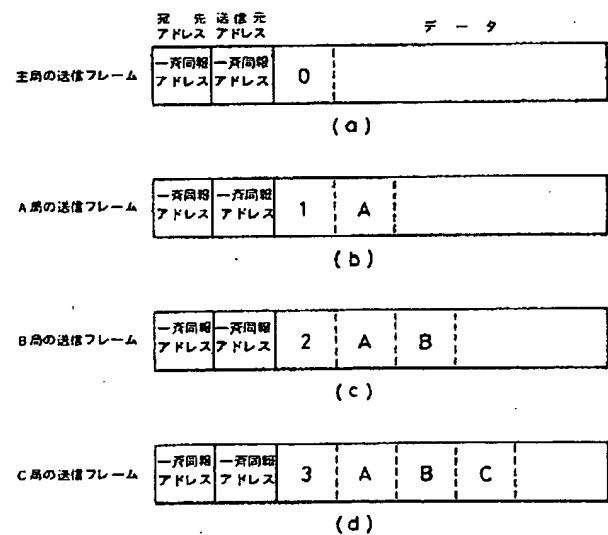 宛先 送信元 データ
アドレス アドレス
主局の送信フレーム 一斉同報 一斉同報 0
アドレス アドレス
(a)
A局の送信フレーム 一斉同報 一斉同報 1 A
アドレス アドレス
(b)
B局の送信フレーム 一斉同報 一斉同報 2 A B
アドレス アドレス
(c)
C局の送信フレーム 一斉同報 一斉同報 3 A B C
アドレス アドレス
(d)